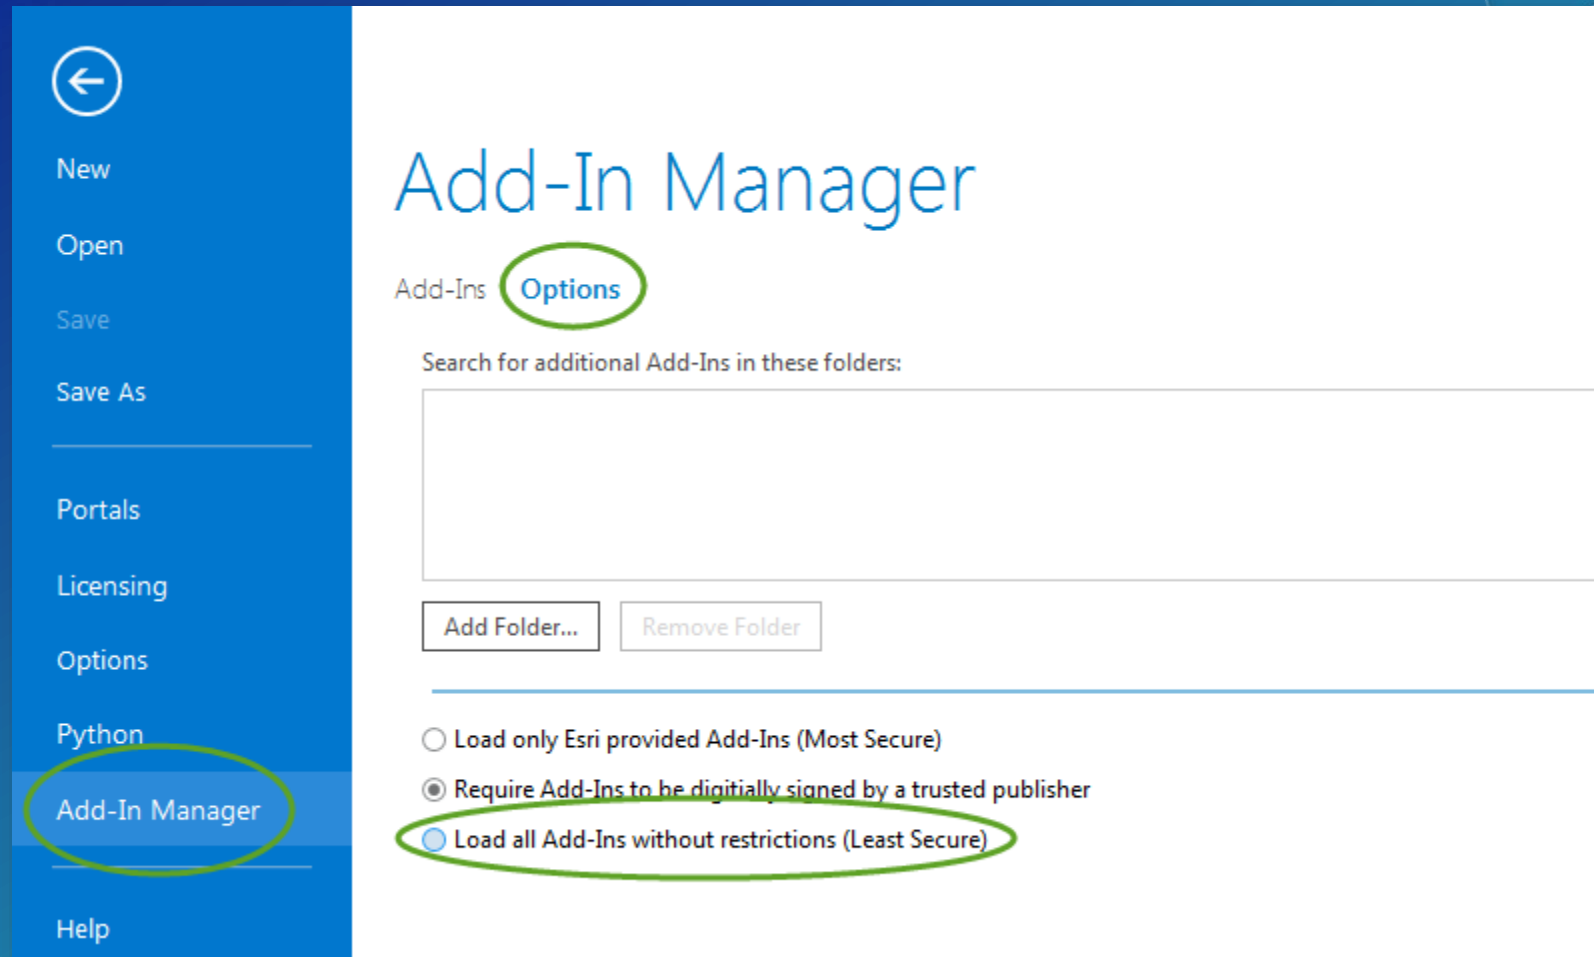 New
Open
Save
Save As
Portals
Licensing
Options
Python
Add-In Manager
Help
Add-In Manager
Add-Ins Options
Search for additional Add-Ins in these folders:
Add Folder... Remove Folder
Load only Esri provided Add-Ins (Most Secure)
Require Add-Ins to be digitially signed by a trusted publisher
Load all Add-Ins without restrictions (Least Secure)